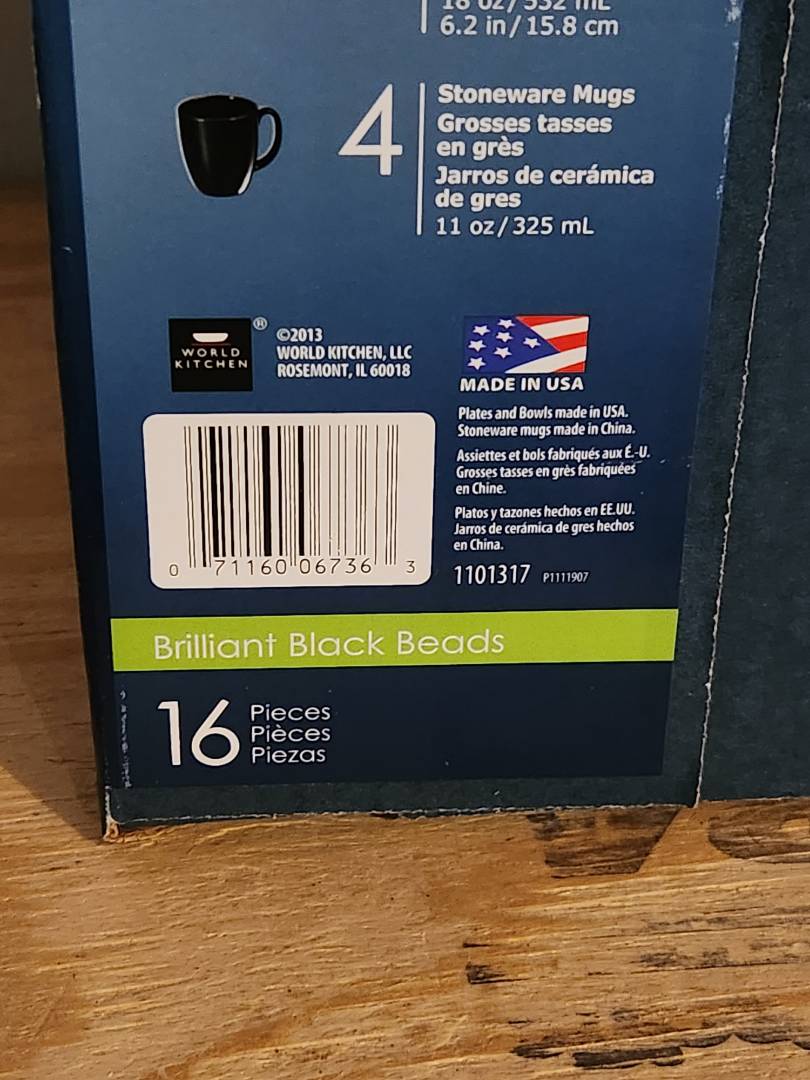 18 oz/532 mL
6.2 in/15.8 cm
4
Stoneware Mugs
Grosses tasses
en grès
Jarros de cerámica
de gres
11 oz/325 mL
WORLD
KITCHEN
®
©2013
WORLD KITCHEN, LLC
ROSEMONT, IL 60018
MADE IN USA
Plates and Bowls made in USA.
Stoneware mugs made in China.
Assiettes et bols fabriqués aux É.-U.
Grosses tasses en grès fabriquées
en Chine.
Platos y tazones hechos en EE.UU.
Jarros de cerámica de gres hechos
en China.
1101317 P1111907
0 71160 06736 3
Brilliant Black Beads
16
Pieces
Pièces
Piezas